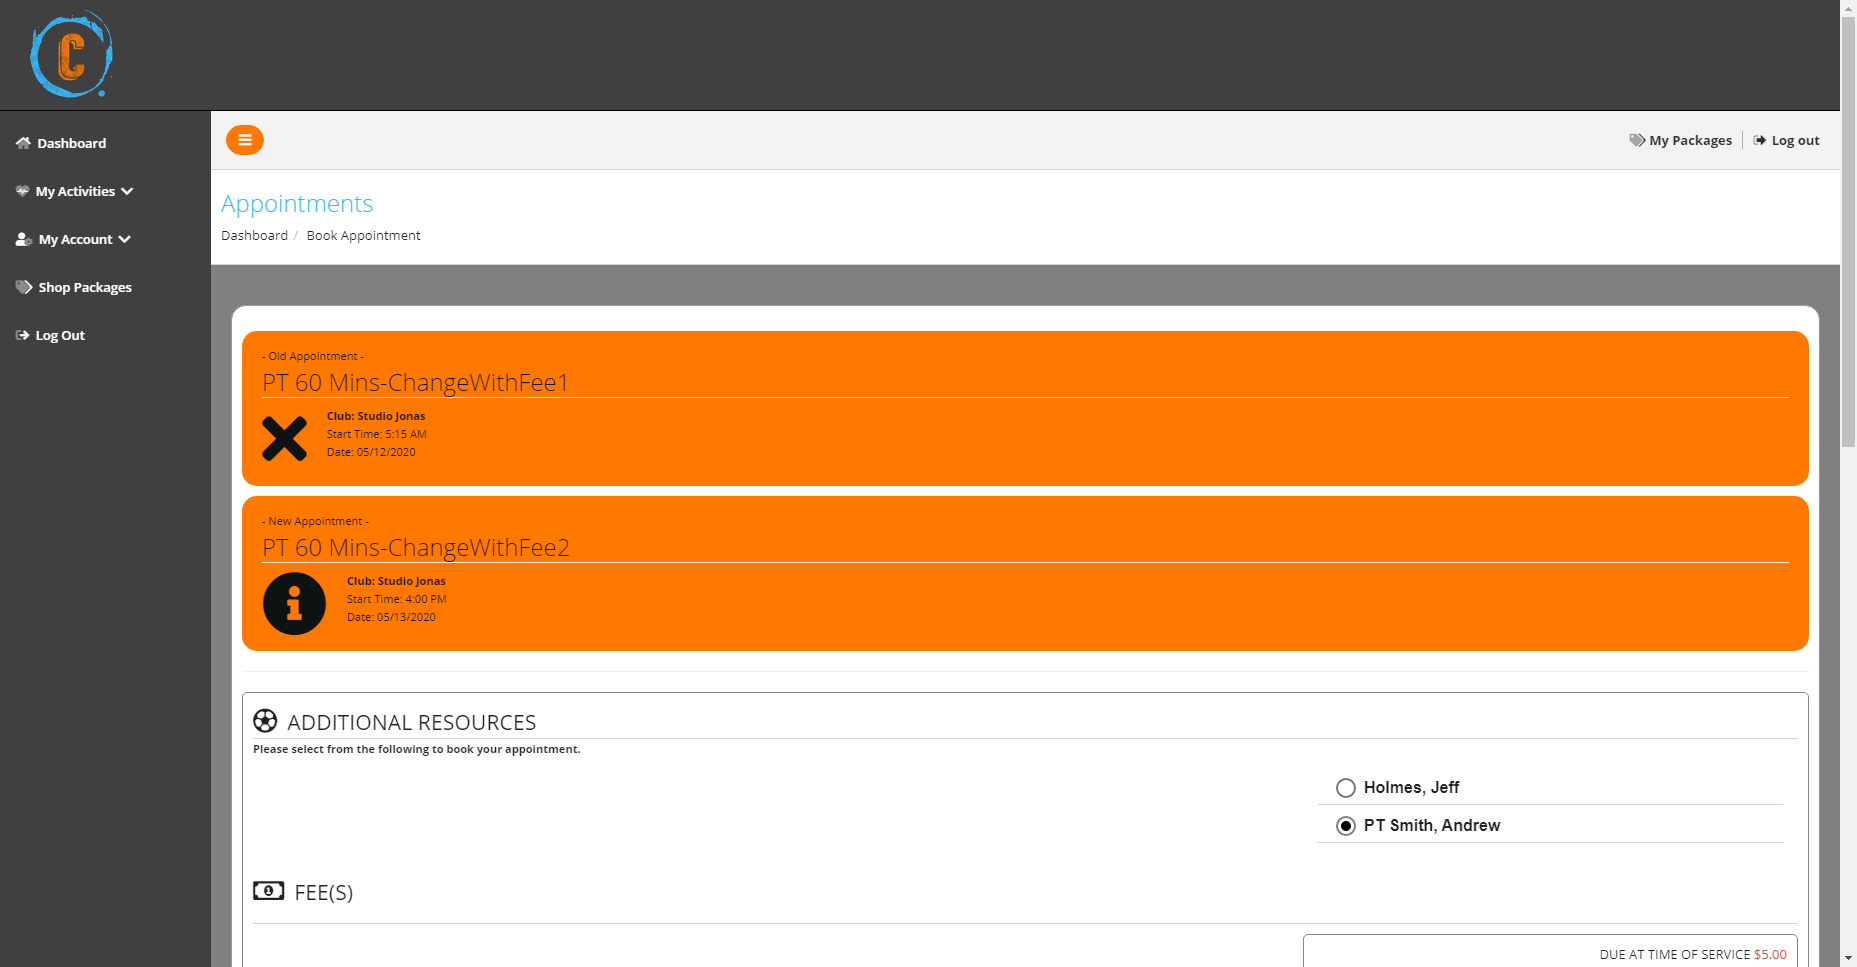 C
Dashboard
My Activities
My Account
Shop Packages
Log Out
My Packages
Log out
Appointments
Dashboard / Book Appointment
- Old Appointment -
PT 60 Mins-ChangeWithFee1
Club: Studio Jonas
Start Time: 5:15 AM
Date: 05/12/2020
- New Appointment -
PT 60 Mins-ChangeWithFee2
Club: Studio Jonas
Start Time: 4:00 PM
Date: 05/13/2020
ADDITIONAL RESOURCES
Please select from the following to book your appointment.
Holmes, Jeff
PT Smith, Andrew
FEE(S)
DUE AT TIME OF SERVICE $5.00